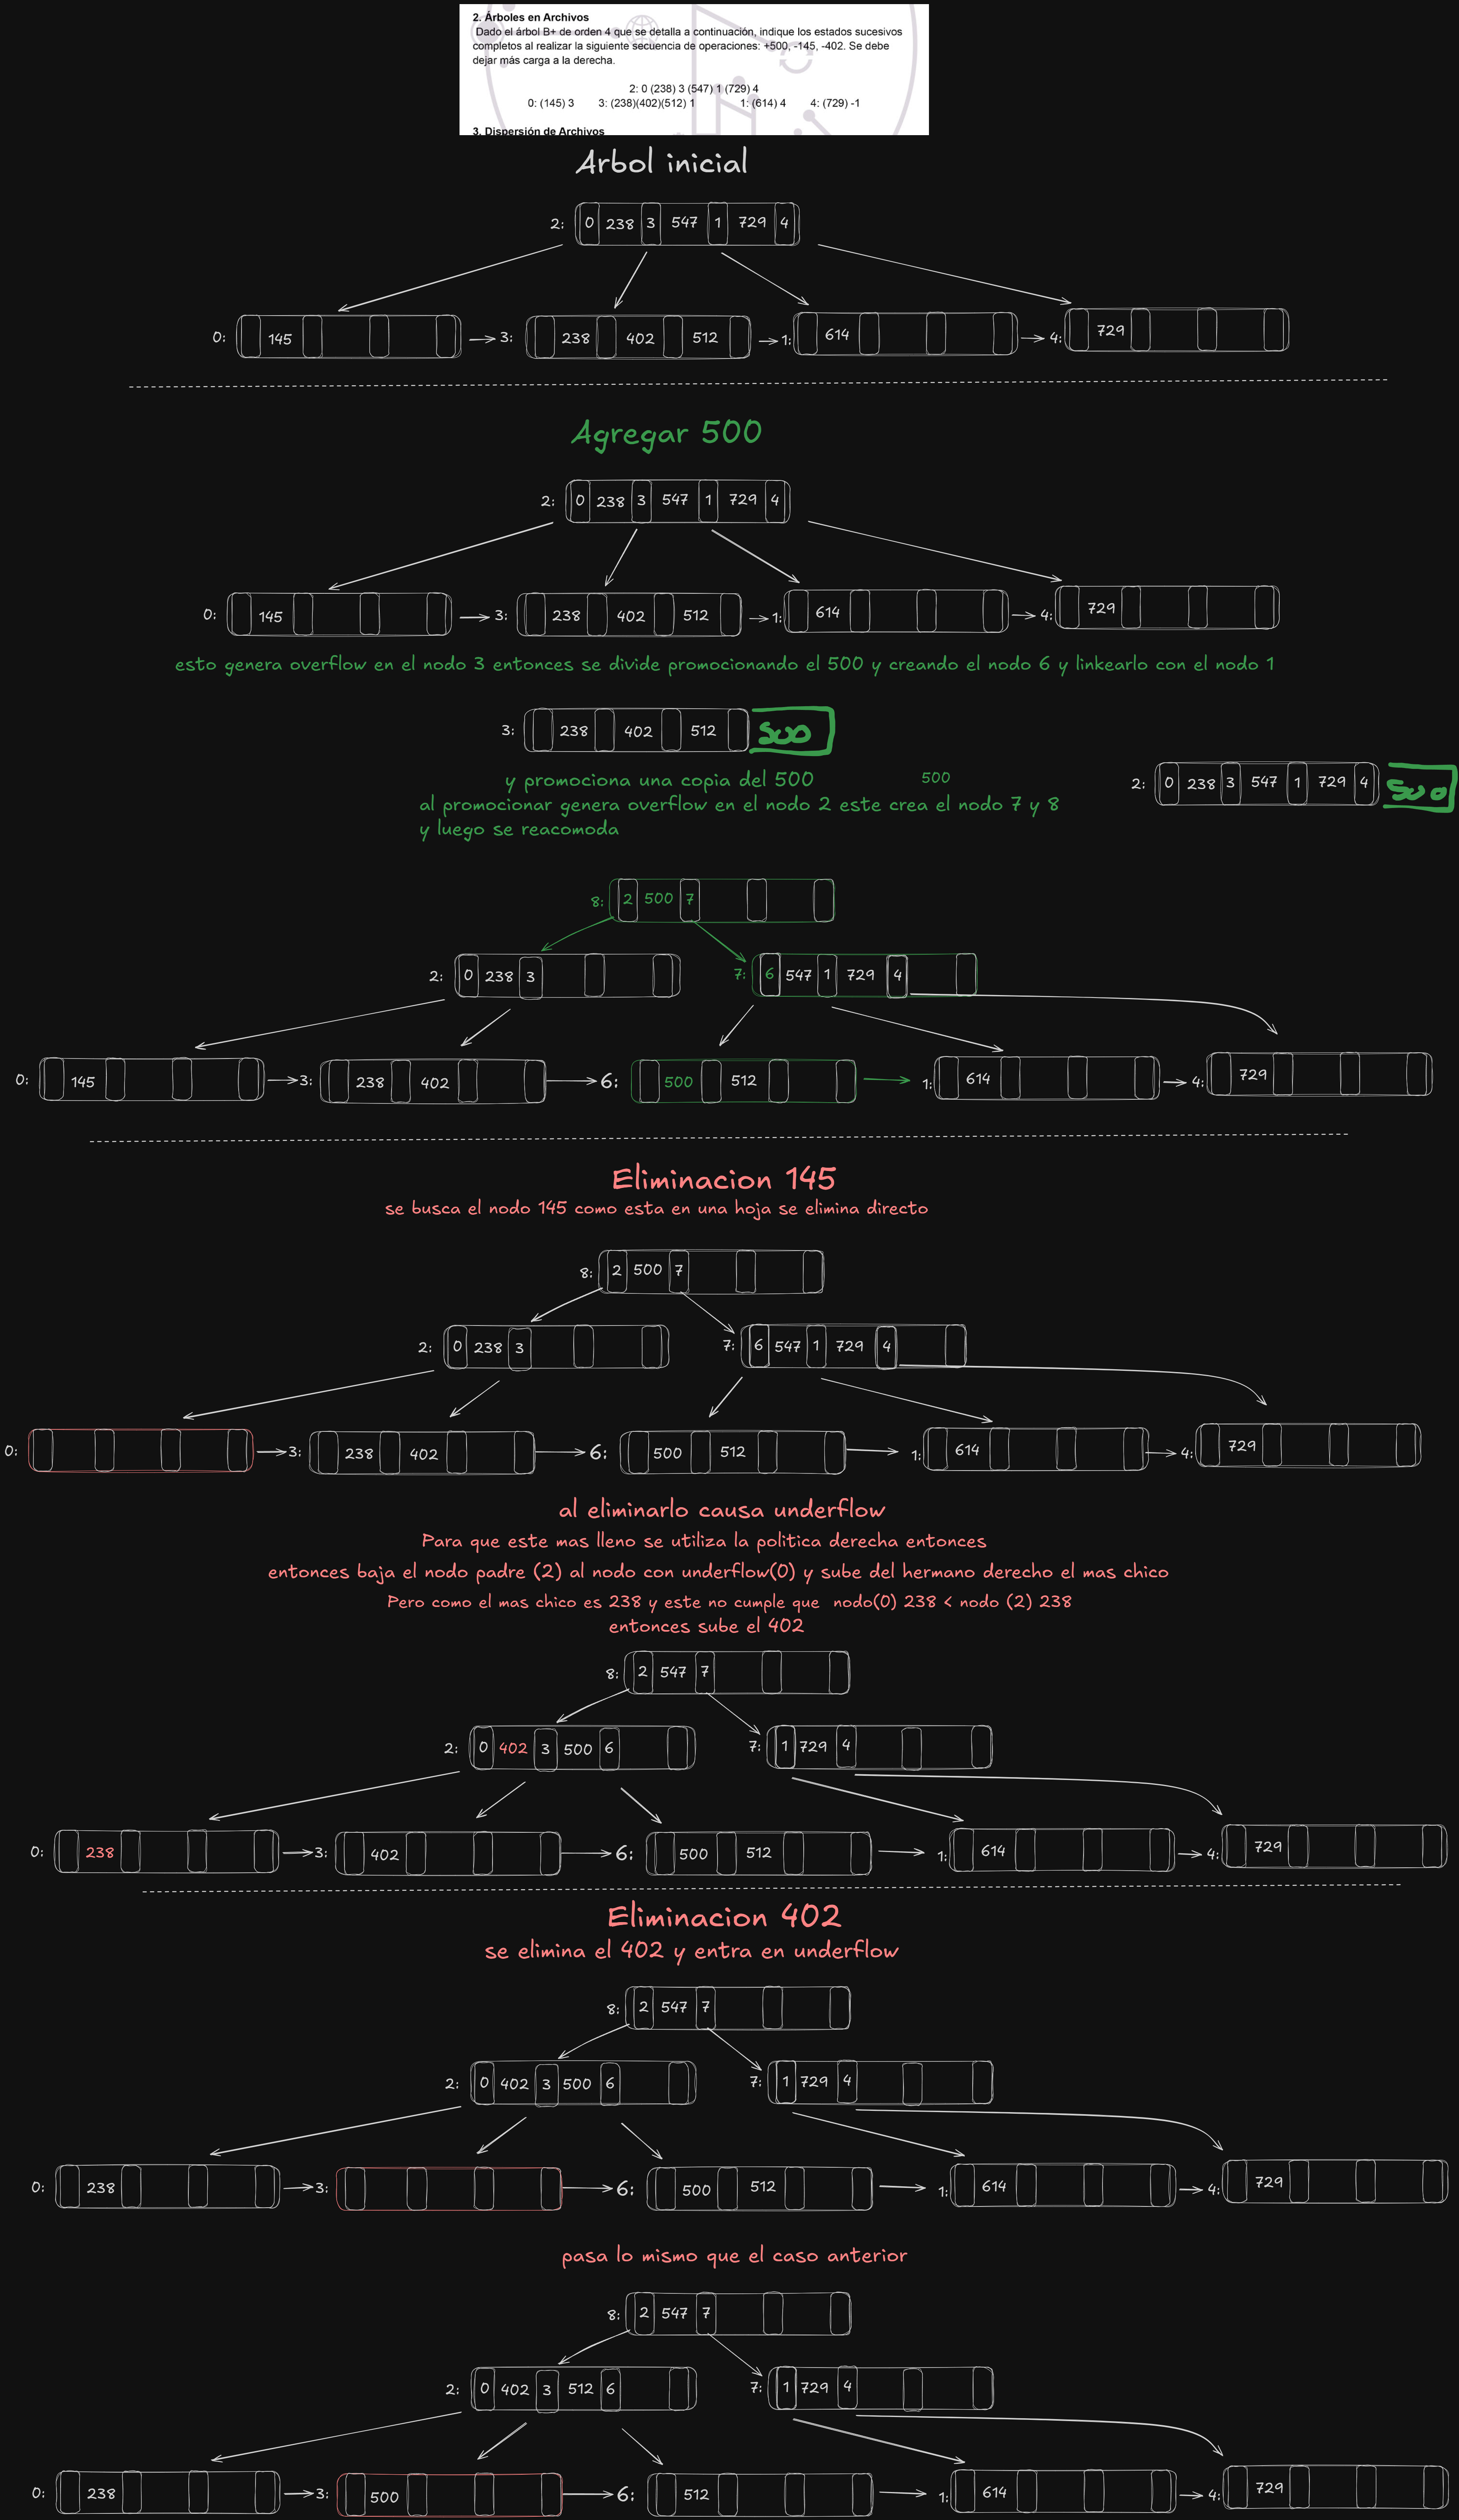 2. Árboles en Archivos
Dado el árbol B+ de orden 4 que se detalla a continuación, indique los estados sucesivos
completos al realizar la siguiente secuencia de operaciones: +500, -145, -402. Se debe
dejar más carga a la derecha.
2: 0 (238) 3 (547) 1 (729) 4
0: (145) 3 3: (238)(402)(512) 1 1: (614) 4 4: (729) -1
3. Dispersión de Archivos
Arbol inicial
2: 0 238 3 547 1 729 4
0: 145 3: 238 402 512 1: 614 4: 729
Agregar 500
2: 0 238 3 547 1 729 4
0: 145 3: 238 402 512 1: 614 4: 729
esto genera overflow en el nodo 3 entonces se divide promocionando el 500 y creando el nodo 6 y linkearlo con el nodo 1
3: 238 402 512 500
y promociona una copia del 500 500
2: 0 238 3 547 1 729 4 500
al promocionar genera overflow en el nodo 2 este crea el nodo 7 y 8
y luego se reacomoda
8: 2 500 7
2: 0 238 3 7: 6 547 1 729 4
0: 145 3: 238 402 6: 500 512 1: 614 4: 729
Eliminacion 145
se busca el nodo 145 como esta en una hoja se elimina directo
8: 2 500 7
2: 0 238 3 7: 6 547 1 729 4
0: 3: 238 402 6: 500 512 1: 614 4: 729
al eliminarlo causa underflow
Para que este mas lleno se utiliza la politica derecha entonces
entonces baja el nodo padre (2) al nodo con underflow(0) y sube del hermano derecho el mas chico
Pero como el mas chico es 238 y este no cumple que nodo(0) 238 < nodo (2) 238
entonces sube el 402
8: 2 547 7
2: 0 402 3 500 6 7: 1 729 4
0: 238 3: 402 6: 500 512 1: 614 4: 729
Eliminacion 402
se elimina el 402 y entra en underflow
8: 2 547 7
2: 0 402 3 500 6 7: 1 729 4
0: 238 3: 6: 500 512 1: 614 4: 729
pasa lo mismo que el caso anterior
8: 2 547 7
2: 0 402 3 512 6 7: 1 729 4
0: 238 3: 500 6: 512 1: 614 4: 729